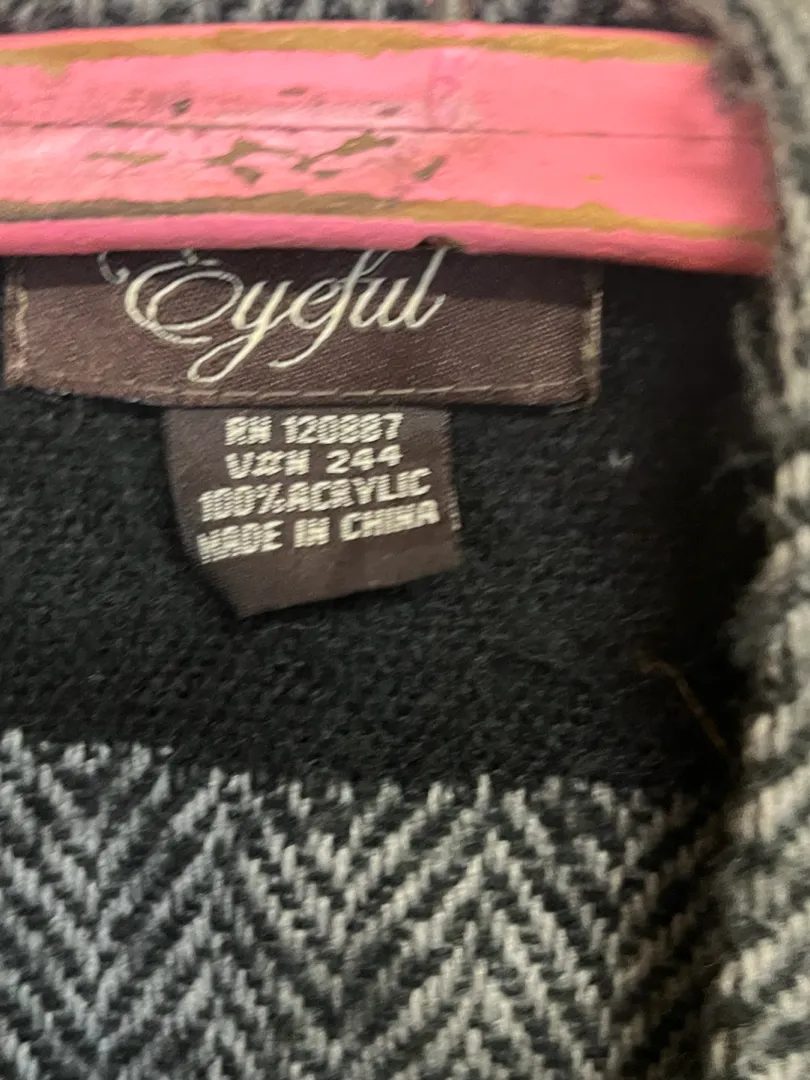 Eyeful
RN 120887
V#N 244
100% ACRYLIC
MADE IN CHINA